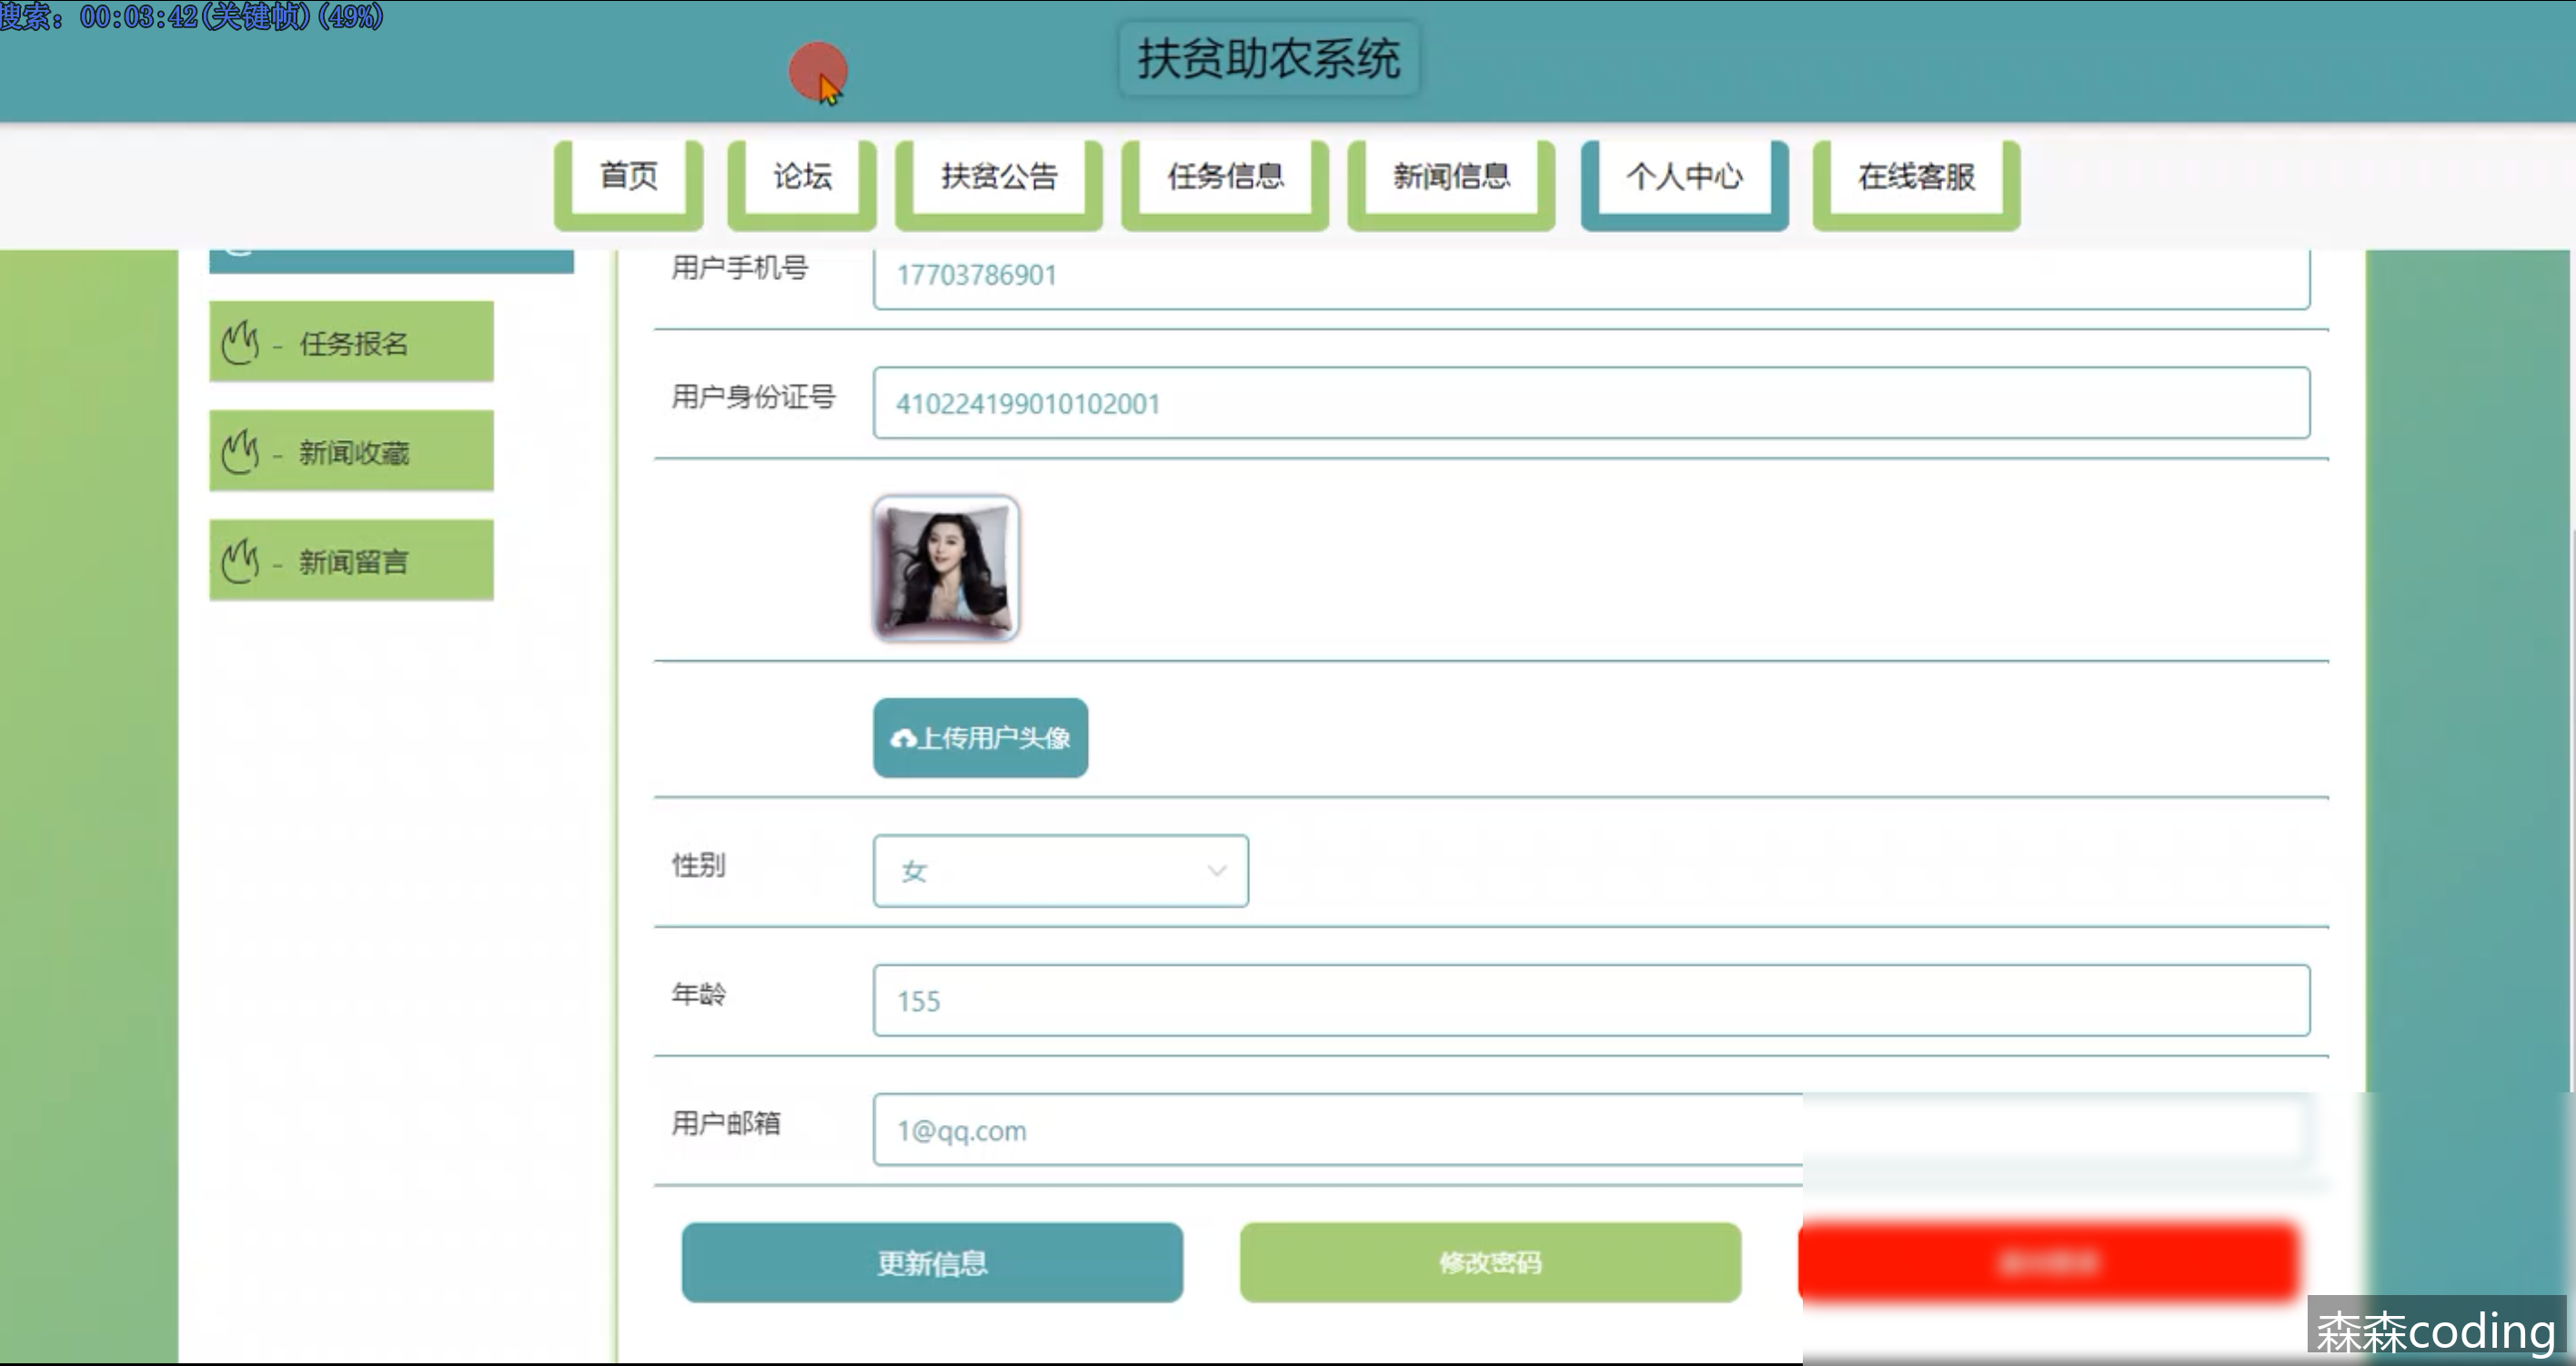 搜索: 00:03:42(关键帧)(49%)
扶贫助农系统
首页
论坛
扶贫公告
任务信息
新闻信息
个人中心
在线客服
用户手机号
17703786901
- 任务报名
用户身份证号
410224199010102001
- 新闻收藏
- 新闻留言
上传用户头像
性别
女
年龄
155
用户邮箱
1@qq.com
更新信息
修改密码
森森coding